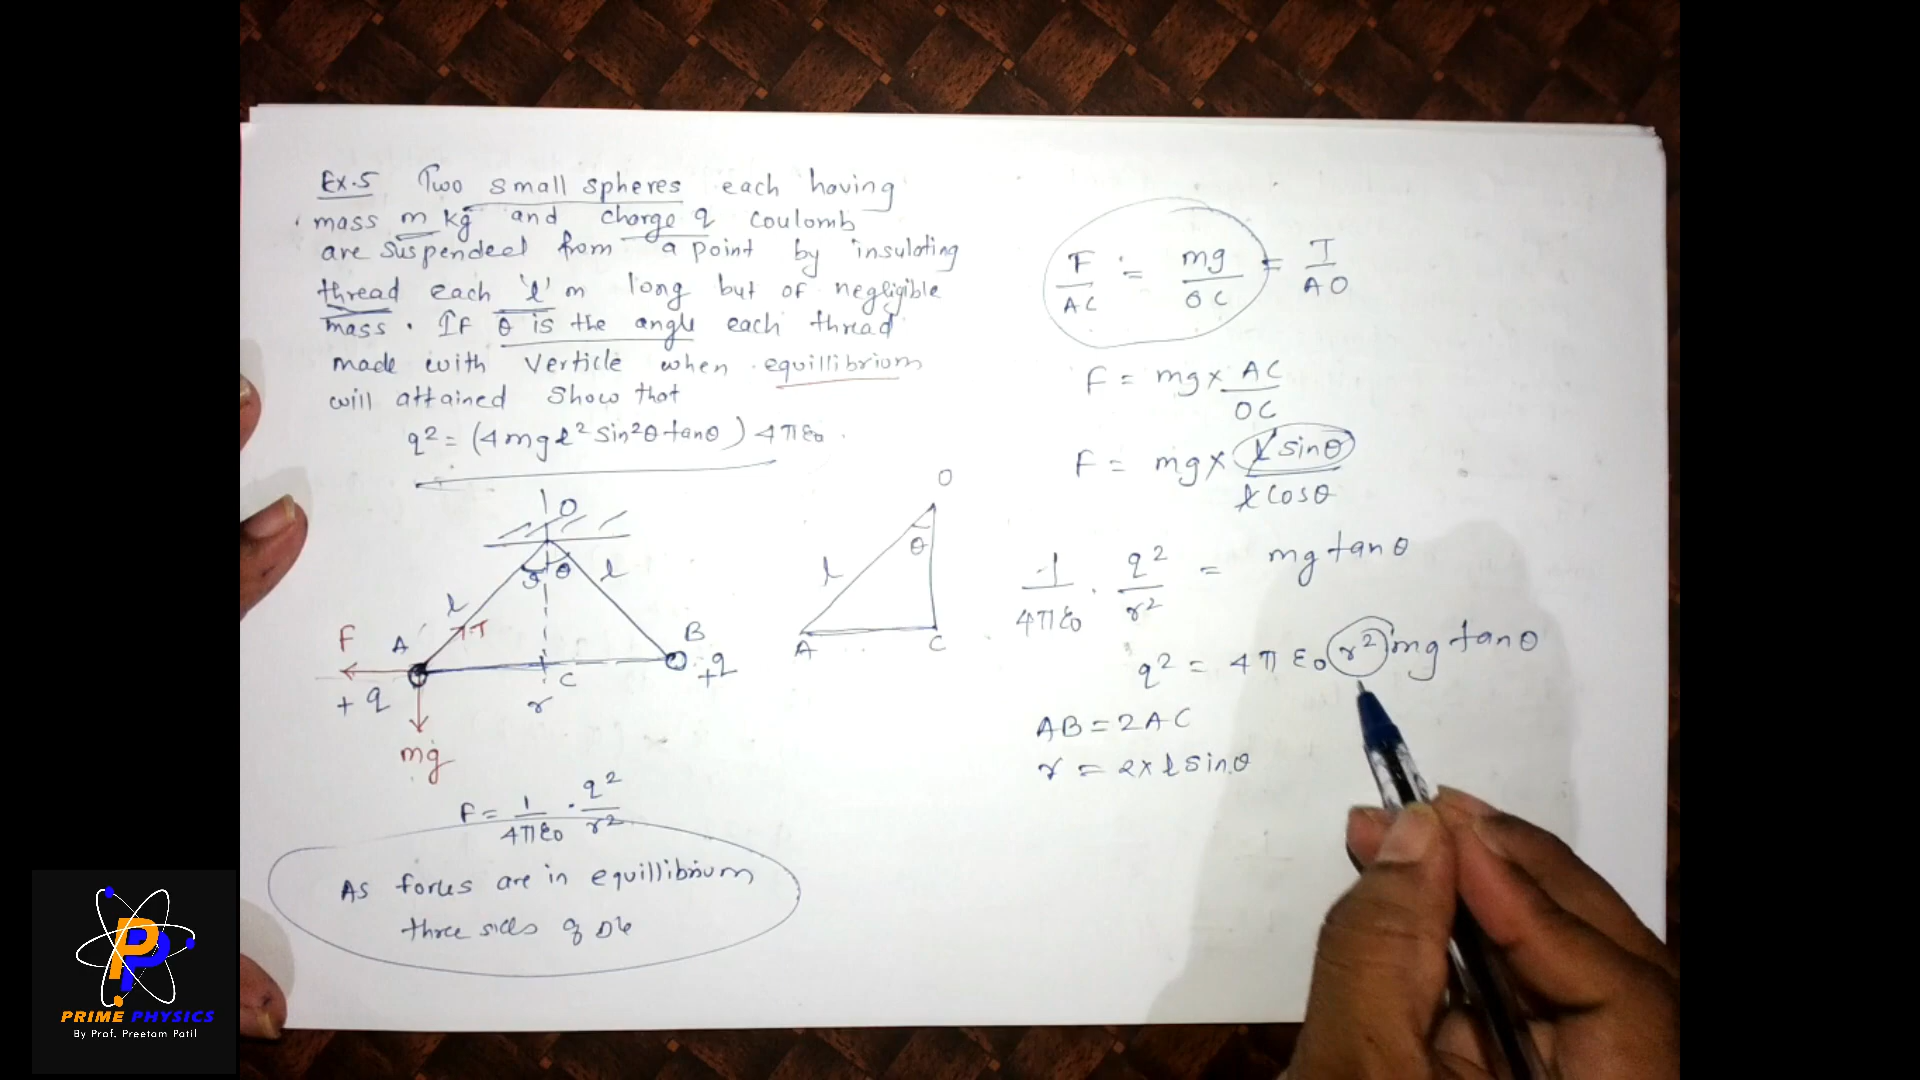 Ex.5 Two small spheres each having
mass m kg and charge q coulomb
are suspended from a point by insulating
thread each 'l' m long but of negligible
mass. If θ is the angle each thread
made with verticle when equillibrium
will attained show that
q² = (4mgl² sin²θ tanθ) 4πε₀.
O
θ θ
l l
T
F A B
+q C +q
r
mg
F = 1/4πε₀ · q²/r²
As forces are in equillibrium
three sides of
O
θ
l
A C
F/AC = mg/OC = T/AO
F = mg × AC/OC
F = mg × l sinθ/l cosθ
1/4πε₀ · q²/r² = mg tanθ
q² = 4πε₀ r² mg tanθ
AB = 2AC
r = 2 × l sinθ
PP
PRIME PHYSICS
By Prof. Preetam Patil